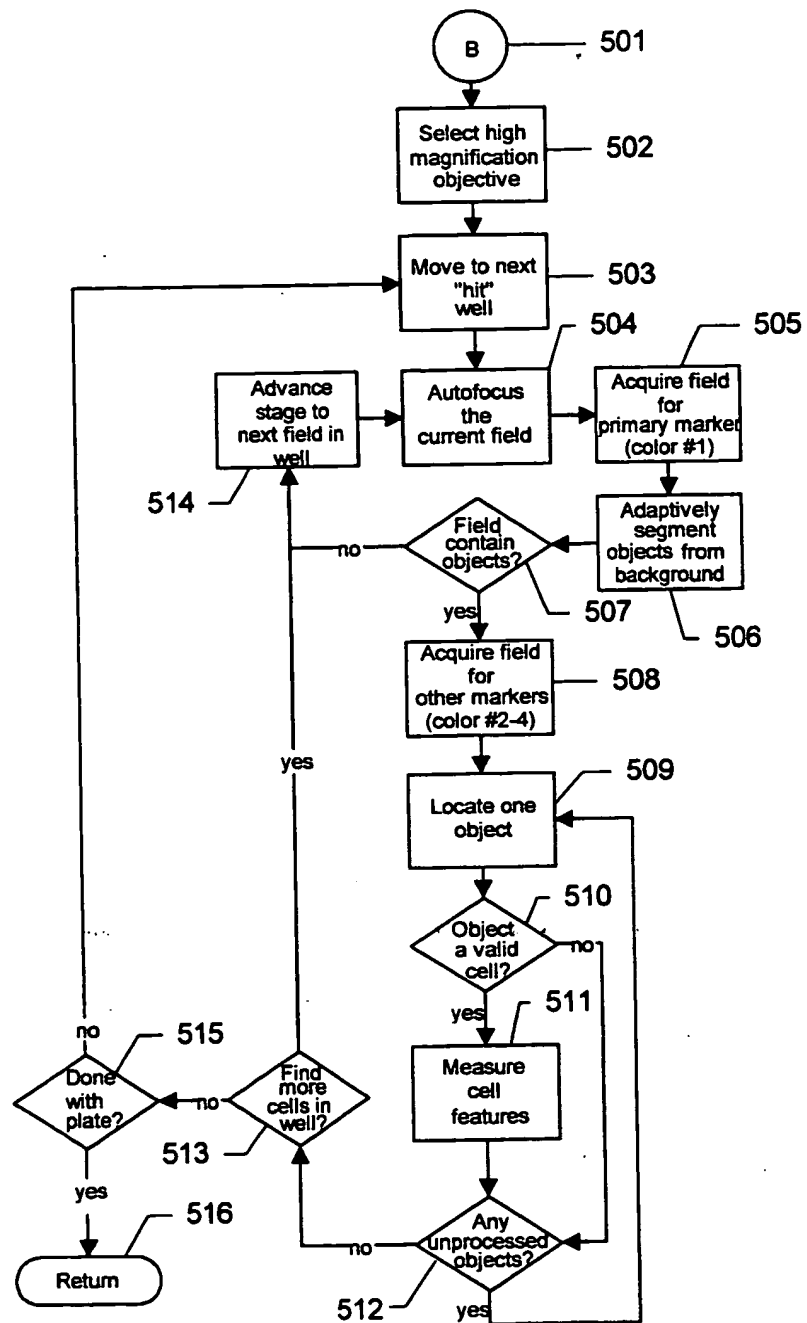 B
501
Select high
magnification
objective
502
Move to next
"hit"
well
503
504
505
Advance
stage to
next field in
well
514
Autofocus
the
current field
Acquire field
for
primary marker
(color #1)
Adaptively
segment
objects from
background
506
Field
contain
objects?
no
507
yes
Acquire field
for
other markers
(color #2-4)
508
yes
509
Locate one
object
510
Object
a valid
cell?
no
yes
511
Measure
cell
features
no
515
Done
with
plate?
no
Find
more
cells in
well?
513
yes
516
Return
no
Any
unprocessed
objects?
512
yes